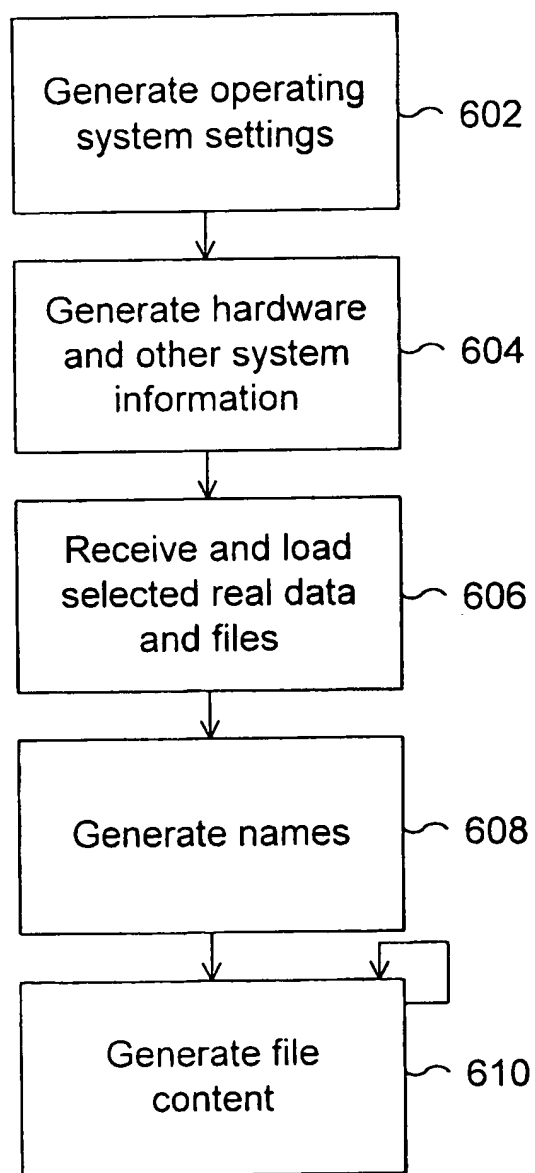 Generate operating
system settings
602
Generate hardware
and other system
information
604
Receive and load
selected real data
and files
606
Generate names
608
Generate file
content
610